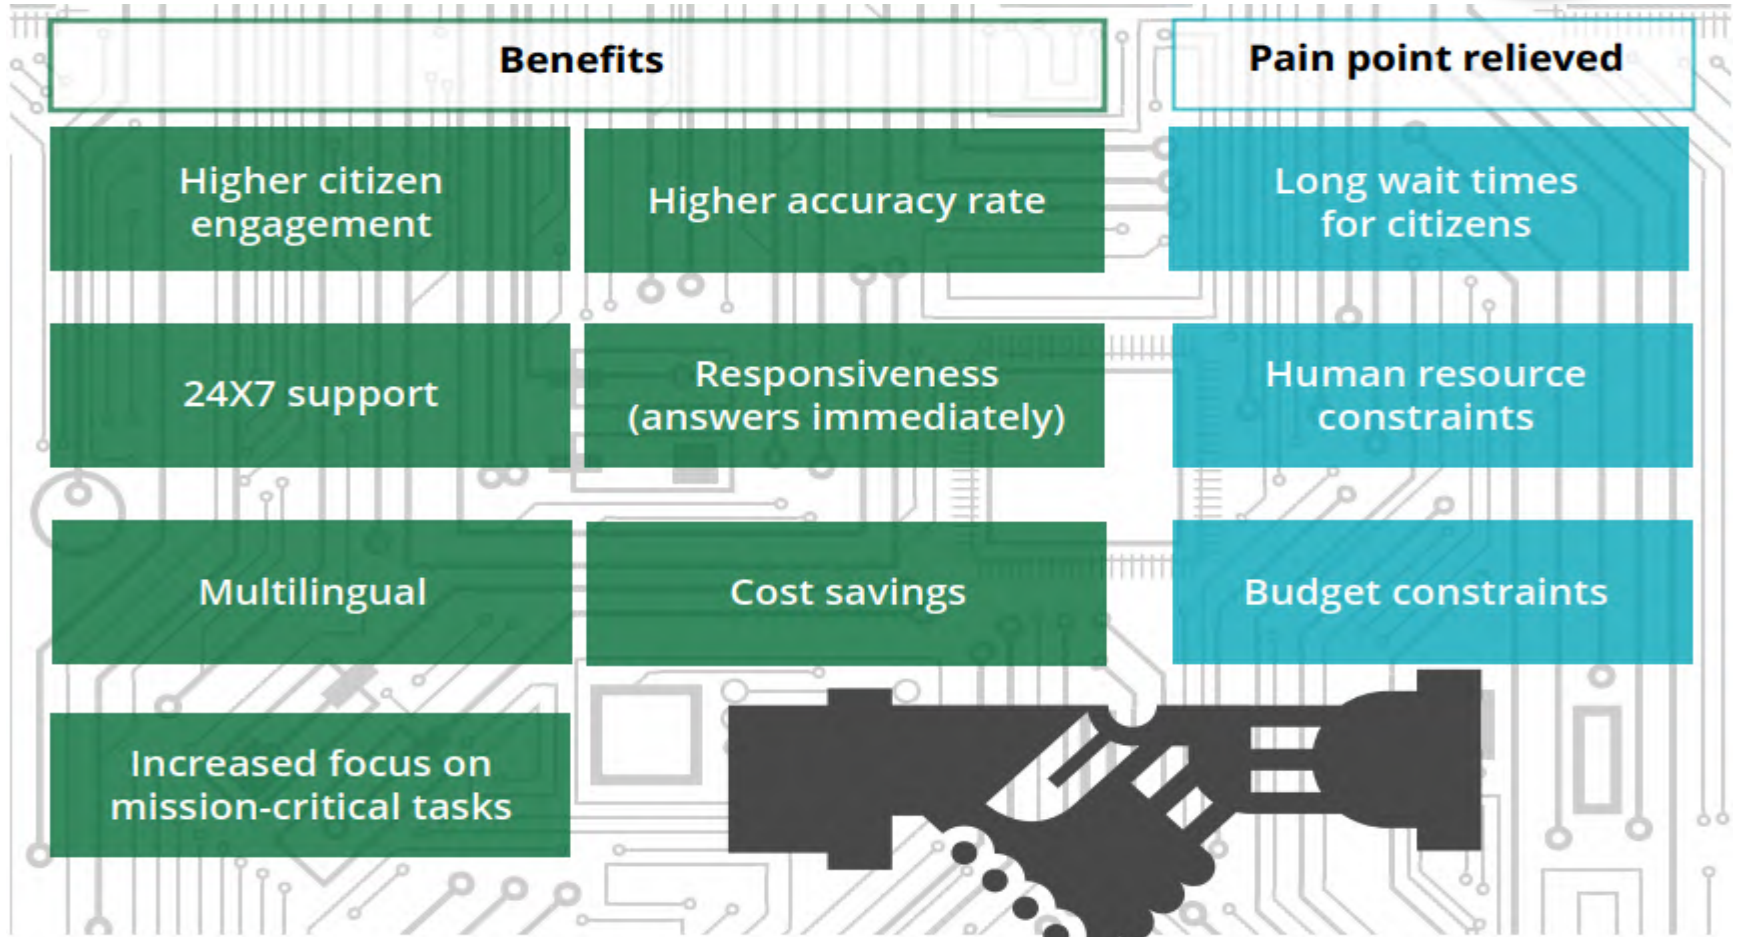 Benefits
Pain point relieved
Higher citizen
engagement
Higher accuracy rate
Long wait times
for citizens
24X7 support
Responsiveness
(answers immediately)
Human resource
constraints
Multilingual
Cost savings
Budget constraints
Increased focus on
mission-critical tasks